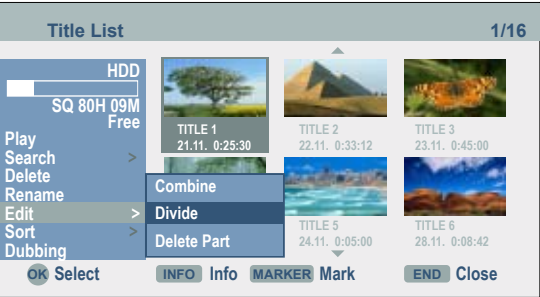 Title List 1/16
HDD
SQ 80H 09M
Free
Play
Search >
Delete
Rename
Edit >
Sort >
Dubbing
Combine
Divide
Delete Part
TITLE 1
21.11. 0:25:30
TITLE 2
22.11. 0:33:12
TITLE 3
23.11. 0:45:00
TITLE 5
24.11. 0:05:00
TITLE 6
28.11. 0:08:42
OK Select INFO Info MARKER Mark END Close